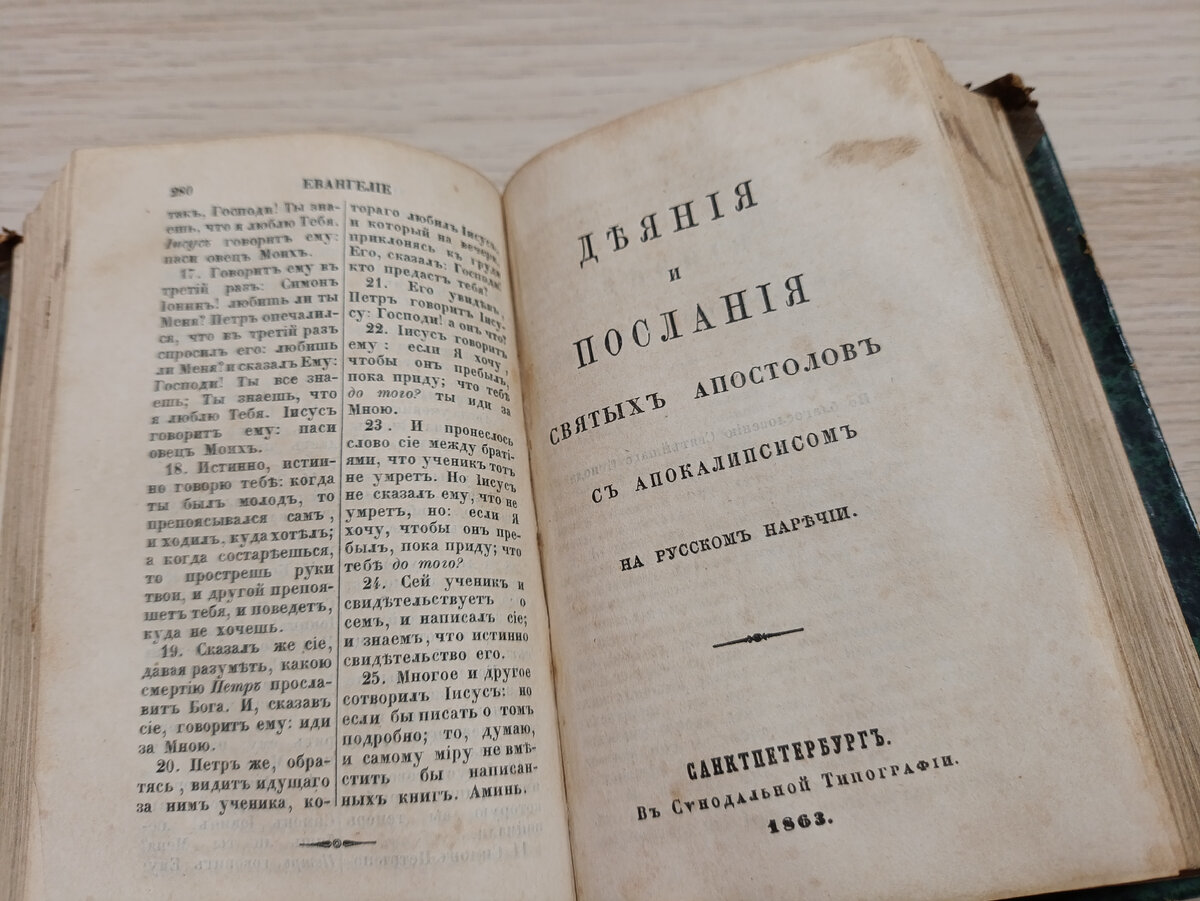 280 ЕВАНГЕЛІЕ
такъ, Господи! Ты зна-
ешь, что я люблю Тебя.
Іисусъ говоритъ ему:
паси овецъ Моихъ.
17. Говоритъ ему въ
третій разъ: Симонъ
Іонинъ! любишь ли ты
Меня? Петръ опечалил-
ся, что въ третій разъ
спросилъ его: любишь
ли Меня? и сказалъ Ему:
Господи! Ты все зна-
ешь; Ты знаешь, что
я люблю Тебя. Іисусъ
говоритъ ему: паси
овецъ Моихъ.
18. Истинно, истин-
но говорю тебѣ: когда
ты былъ молодъ, то
препоясывался самъ,
и ходилъ, куда хотѣлъ;
а когда состарѣешься,
то прострешь руки
твои, и другой препоя-
шетъ тебя, и поведетъ,
куда не хочешь.
19. Сказалъ же сіе,
давая разумѣть, какою
смертію Петръ просла-
витъ Бога. И, сказавъ
сіе, говоритъ ему: иди
за Мною.
20. Петръ же, обра-
тясь, видитъ идущаго
за нимъ ученика, ко-
тораго любилъ Іисусъ,
и который на вечери,
приклонясь къ груди
Его, сказалъ: Господи!
кто предастъ тебя?
21. Его увидѣвъ,
Петръ говоритъ Іису-
су: Господи! а онъ что?
22. Іисусъ говоритъ
ему: если Я хочу,
чтобы онъ пребылъ,
пока приду; что тебѣ
до того? ты иди за
Мною.
23. И пронеслось
слово сіе между браті-
ями, что ученикъ тотъ
не умретъ. Но Іисусъ
не сказалъ ему, что не
умретъ, но: если Я
хочу, чтобы онъ пре-
былъ, пока приду; что
тебѣ до того?
24. Сей ученикъ и
свидѣтельствуетъ о
семъ, и написалъ сіе;
и знаемъ, что истинно
свидѣтельство его.
25. Многое и другое
сотворилъ Іисусъ: но
если бы писать о томъ
подробно; то, думаю,
и самому міру не вмѣ-
стить бы написан-
ныхъ книгъ. Аминь.
ДѢЯНІЯ
И
ПОСЛАНІЯ
СВЯТЫХЪ АПОСТОЛОВЪ
СЪ АПОКАЛИПСИСОМЪ
НА РУССКОМЪ НАРѢЧІИ.
САНКТПЕТЕРБУРГЪ.
Въ Сѵнодальной Типографіи.
1863.